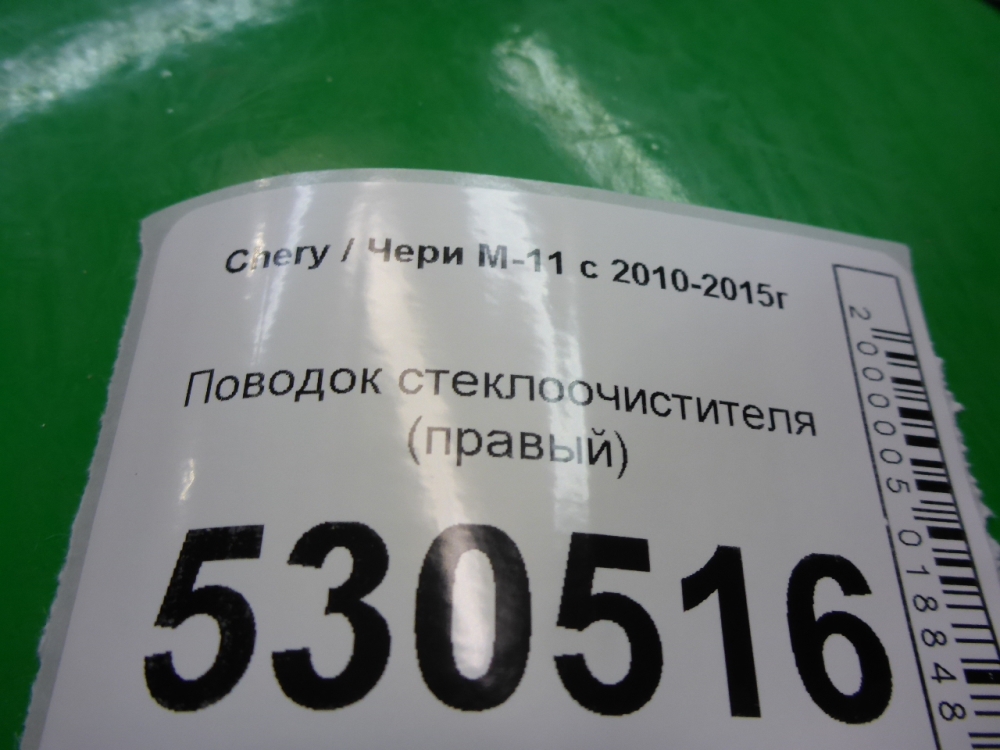 Chery / Чери М-11 с 2010-2015г
Поводок стеклоочистителя
(правый)
530516
2000005018848